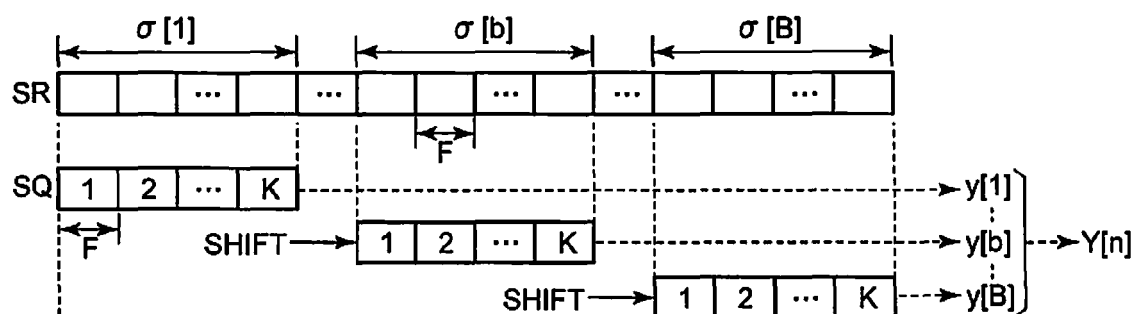 σ [1] σ [b] σ [B]
SR ... ... ... ... ...
F
SQ 1 2 ... K y[1]
F SHIFT 1 2 ... K y[b] Y[n]
SHIFT 1 2 ... K y[B]